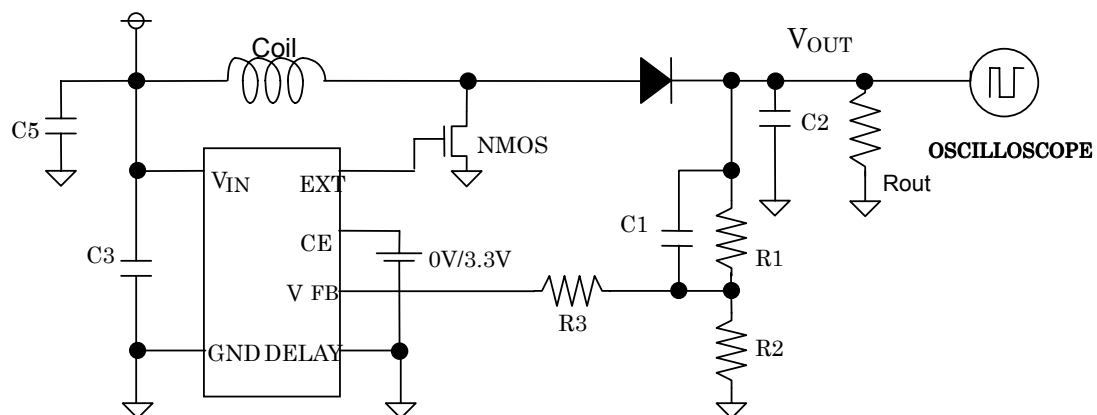 Coil
VOUT
C5
NMOS
C2
OSCILLOSCOPE
VIN
EXT
Rout
C1
CE
C3
0V/3.3V
R1
V FB
R3
GND
DELAY
R2